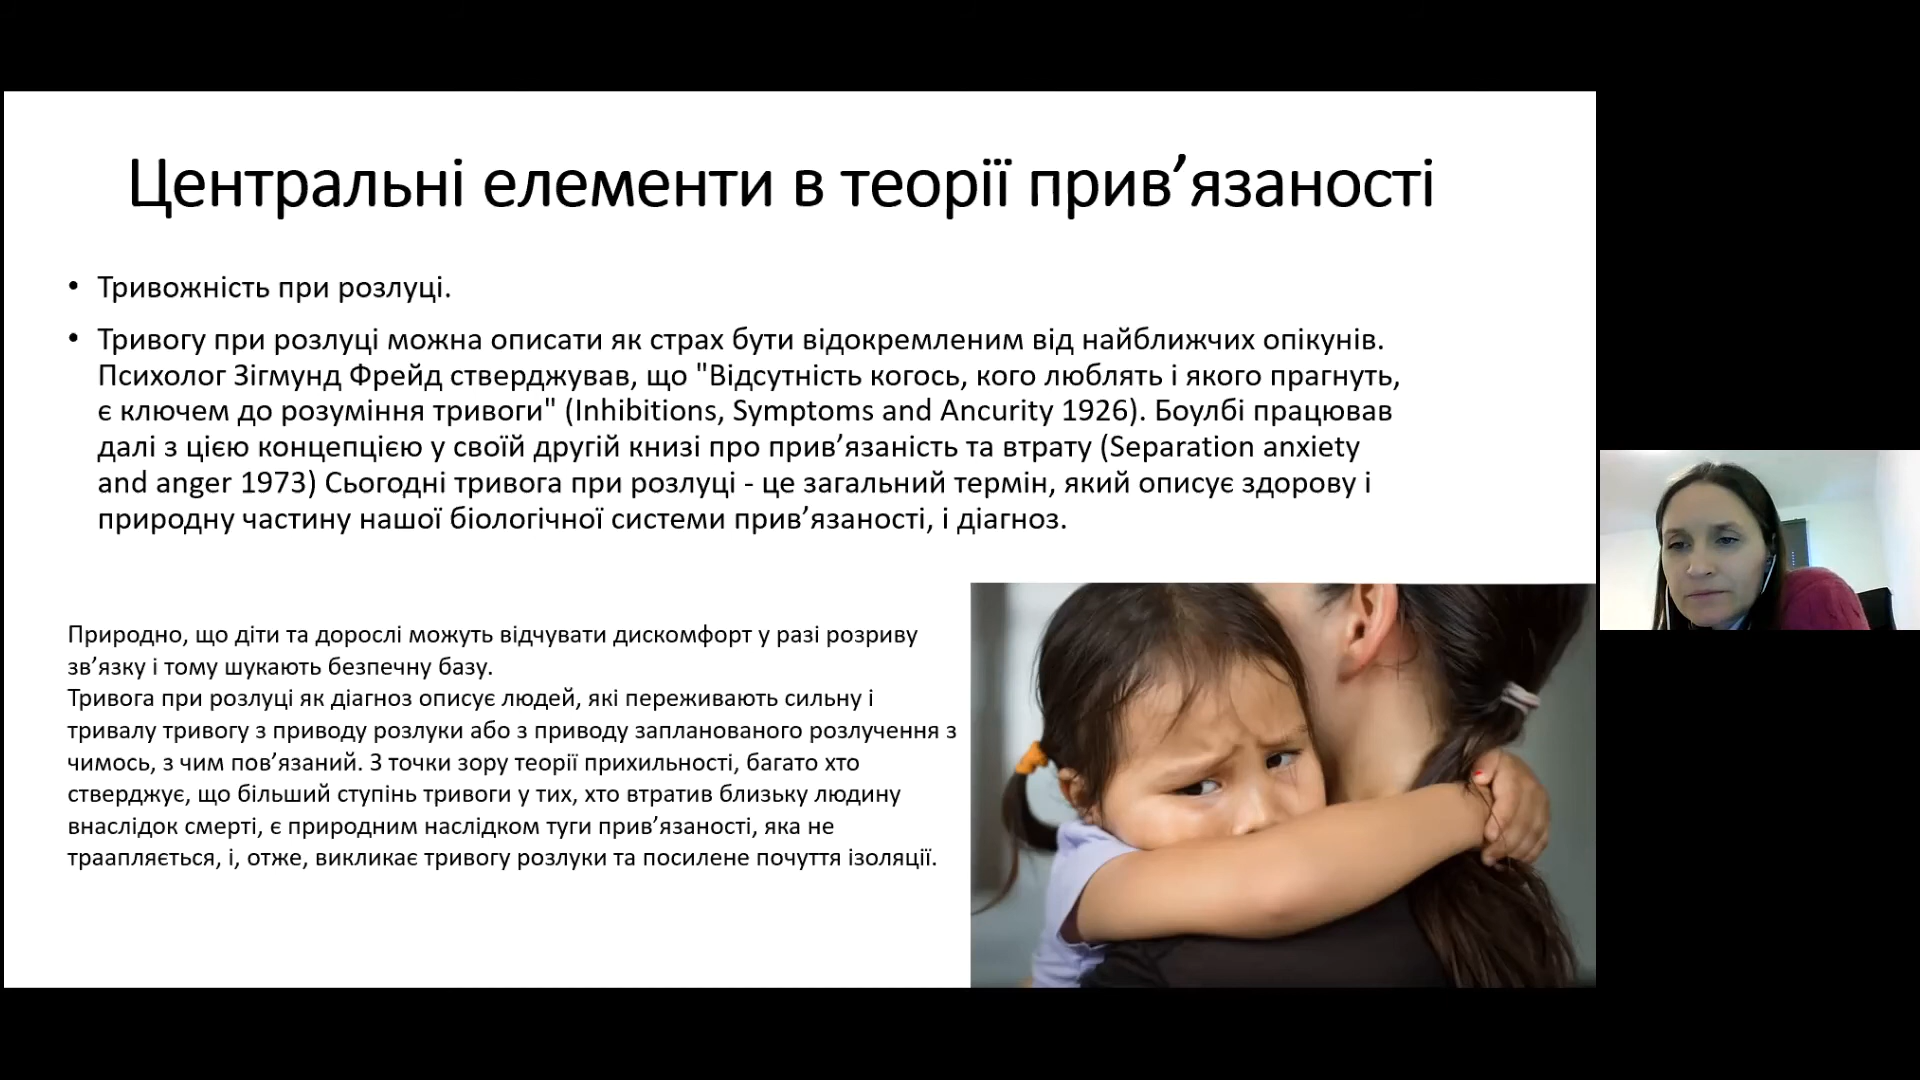 Центральні елементи в теорії прив’язаності
• Тривожність при розлуці.
• Тривогу при розлуці можна описати як страх бути відокремленим від найближчих опікунів.
Психолог Зігмунд Фрейд стверджував, що "Відсутність когось, кого люблять і якого прагнуть,
є ключем до розуміння тривоги" (Inhibitions, Symptoms and Ancurity 1926). Боулбі працював
далі з цією концепцією у своїй другій книзі про прив’язаність та втрату (Separation anxiety
and anger 1973) Сьогодні тривога при розлуці - це загальний термін, який описує здорову і
природну частину нашої біологічної системи прив’язаності, і діагноз.
Природно, що діти та дорослі можуть відчувати дискомфорт у разі розриву
зв’язку і тому шукають безпечну базу.
Тривога при розлуці як діагноз описує людей, які переживають сильну і
тривалу тривогу з приводу розлуки або з приводу запланованого розлучення з
чимось, з чим пов’язаний. З точки зору теорії прихильності, багато хто
стверджує, що більший ступінь тривоги у тих, хто втратив близьку людину
внаслідок смерті, є природним наслідком туги прив’язаності, яка не
траапляється, і, отже, викликає тривогу розлуки та посилене почуття ізоляції.